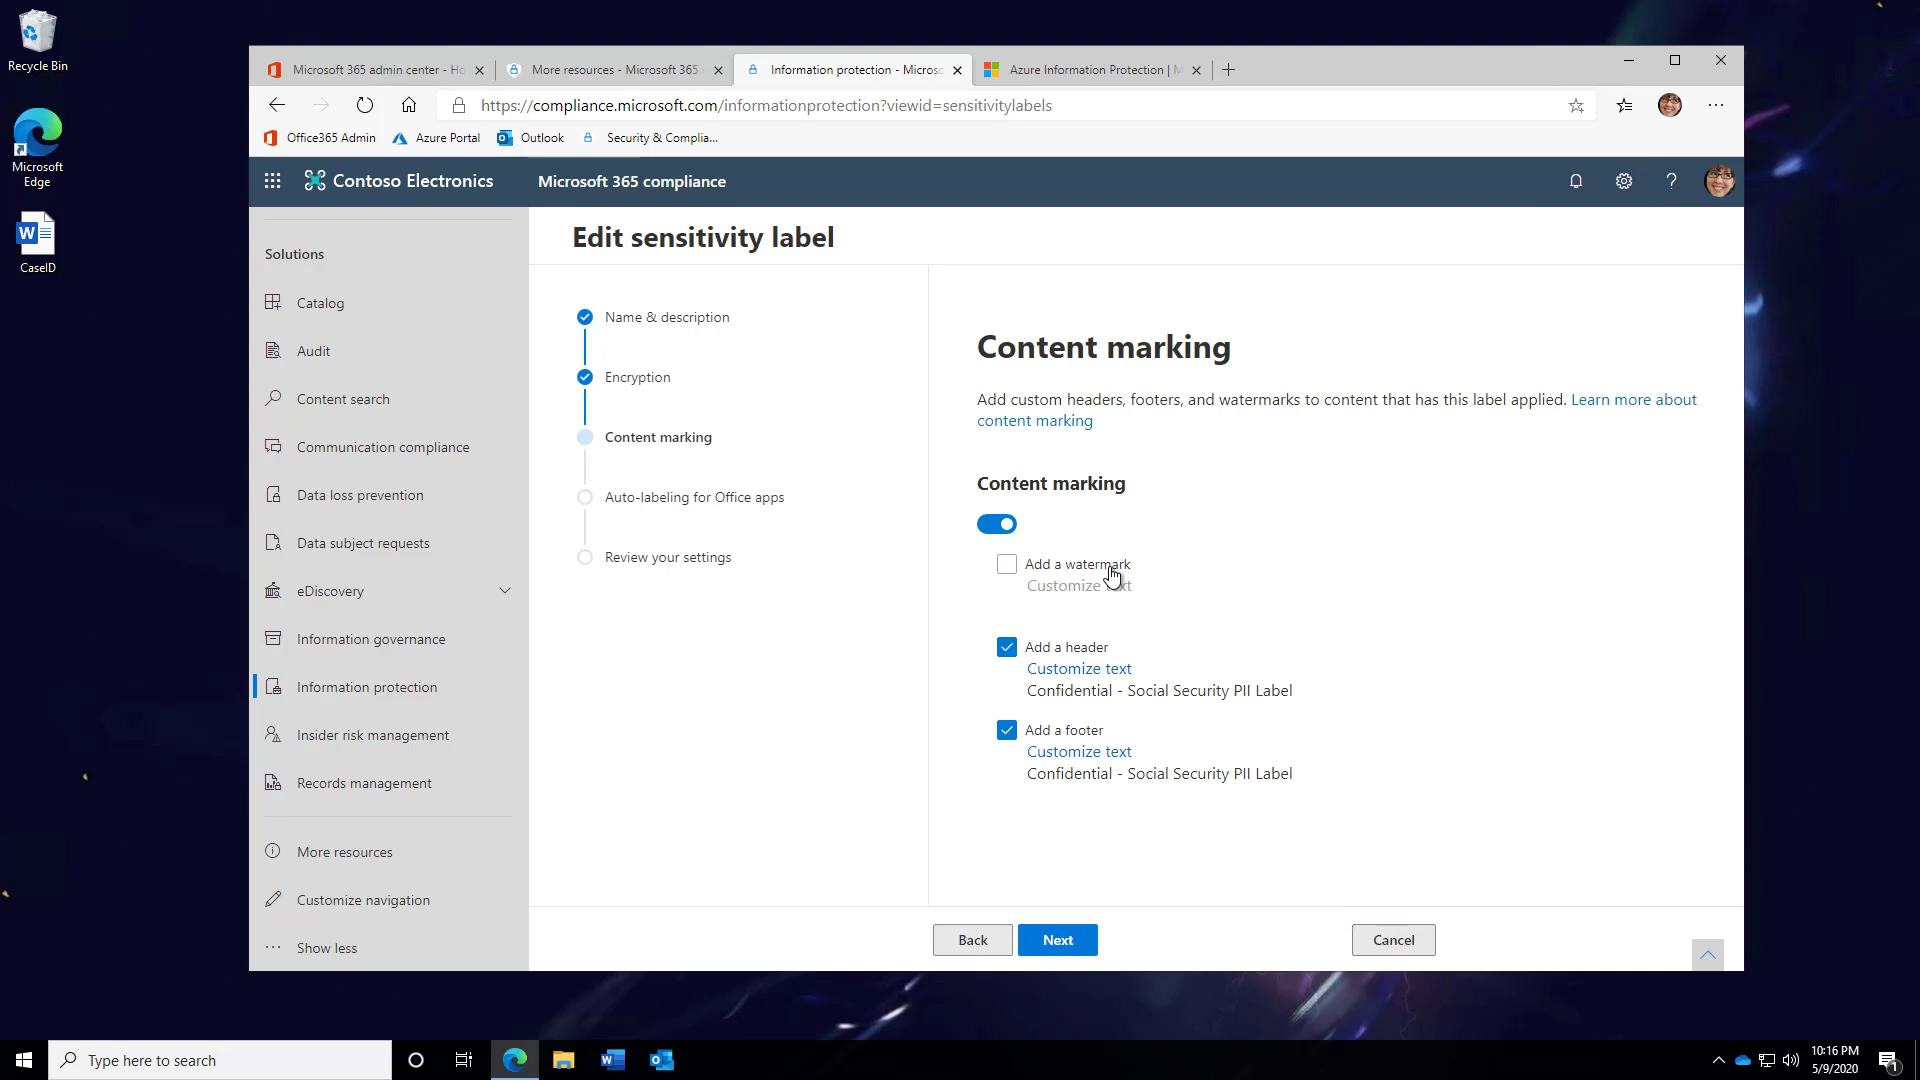 Recycle Bin
Microsoft Edge
CaseID
Microsoft 365 admin center - Ho
More resources - Microsoft 365
Information protection - Microsof
Azure Information Protection | M
https://compliance.microsoft.com/informationprotection?viewid=sensitivitylabels
Office365 Admin
Azure Portal
Outlook
Security & Complia...
Contoso Electronics
Microsoft 365 compliance
Solutions
Catalog
Audit
Content search
Communication compliance
Data loss prevention
Data subject requests
eDiscovery
Information governance
Information protection
Insider risk management
Records management
More resources
Customize navigation
Show less
Edit sensitivity label
Name & description
Encryption
Content marking
Auto-labeling for Office apps
Review your settings
Content marking
Add custom headers, footers, and watermarks to content that has this label applied. Learn more about
content marking
Content marking
Add a watermark
Customize text
Add a header
Customize text
Confidential - Social Security PII Label
Add a footer
Customize text
Confidential - Social Security PII Label
Back
Next
Cancel
Type here to search
10:16 PM
5/9/2020
1